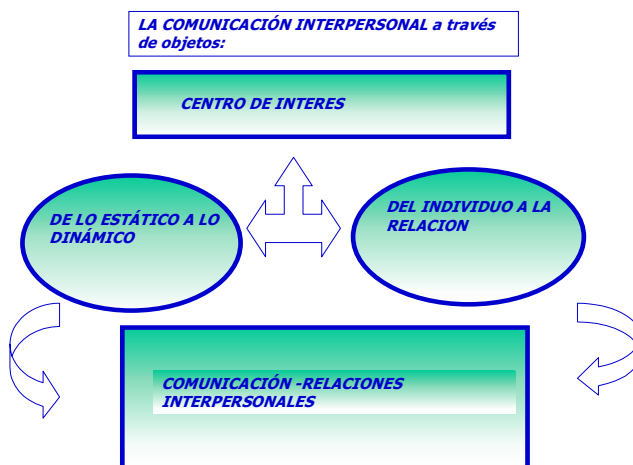 LA COMUNICACIÓN INTERPERSONAL a través
de objetos:
CENTRO DE INTERES
DE LO ESTÁTICO A LO
DINÁMICO
DEL INDIVIDUO A LA
RELACION
COMUNICACIÓN -RELACIONES
INTERPERSONALES